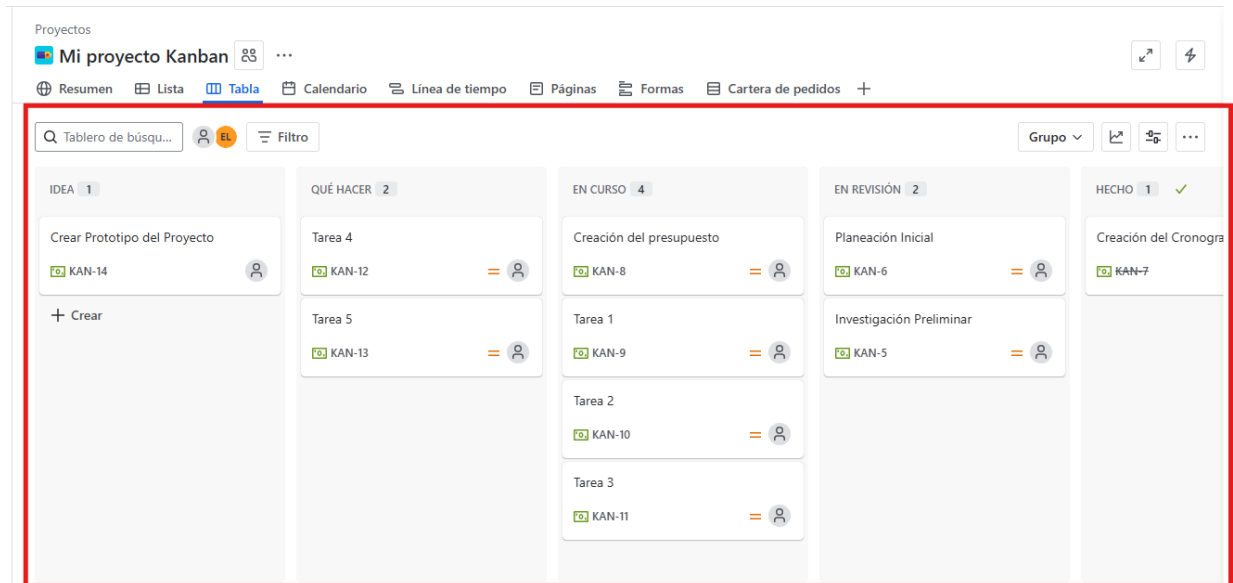 Proyectos
Mi proyecto Kanban
Resumen Lista Tabla Calendario Línea de tiempo Páginas Formas Cartera de pedidos
Tablero de búsqu... EL Filtro Grupo
IDEA 1
Crear Prototipo del Proyecto
KAN-14
Crear
QUÉ HACER 2
Tarea 4
KAN-12
Tarea 5
KAN-13
EN CURSO 4
Creación del presupuesto
KAN-8
Tarea 1
KAN-9
Tarea 2
KAN-10
Tarea 3
KAN-11
EN REVISIÓN 2
Planeación Inicial
KAN-6
Investigación Preliminar
KAN-5
HECHO 1
Creación del Cronogra
KAN-7